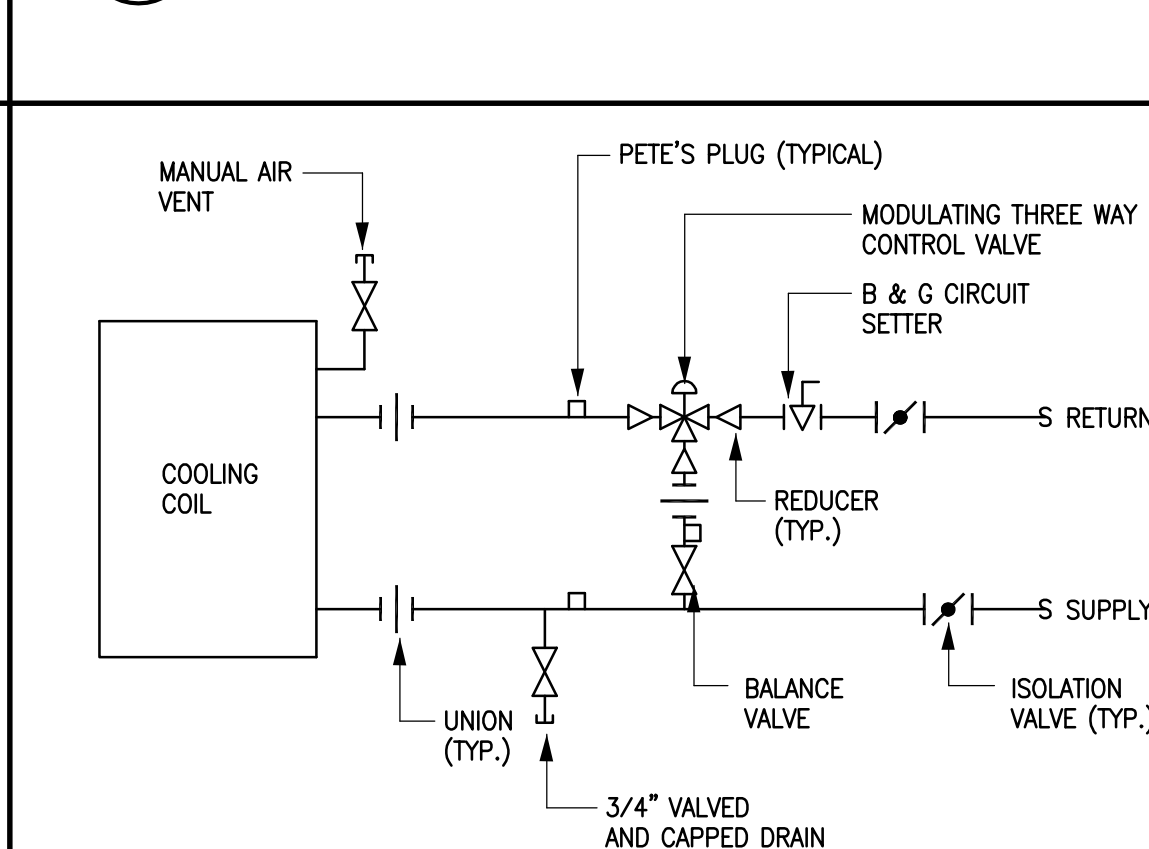 PETE'S PLUG (TYPICAL)
MANUAL AIR
VENT
MODULATING THREE WAY
CONTROL VALVE
B & G CIRCUIT
SETTER
S RETURN
COOLING
COIL
REDUCER
(TYP.)
S SUPPLY
BALANCE
VALVE
ISOLATION
VALVE (TYP.)
UNION
(TYP.)
3/4" VALVED
AND CAPPED DRAIN